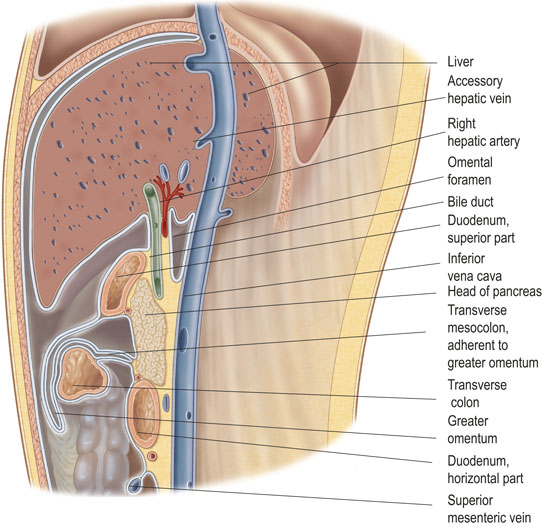 Liver
Accessory
hepatic vein
Right
hepatic artery
Omental
foramen
Bile duct
Duodenum,
superior part
Inferior
vena cava
Head of pancreas
Transverse
mesocolon,
adherent to
greater omentum
Transverse
colon
Greater
omentum
Duodenum,
horizontal part
Superior
mesenteric vein